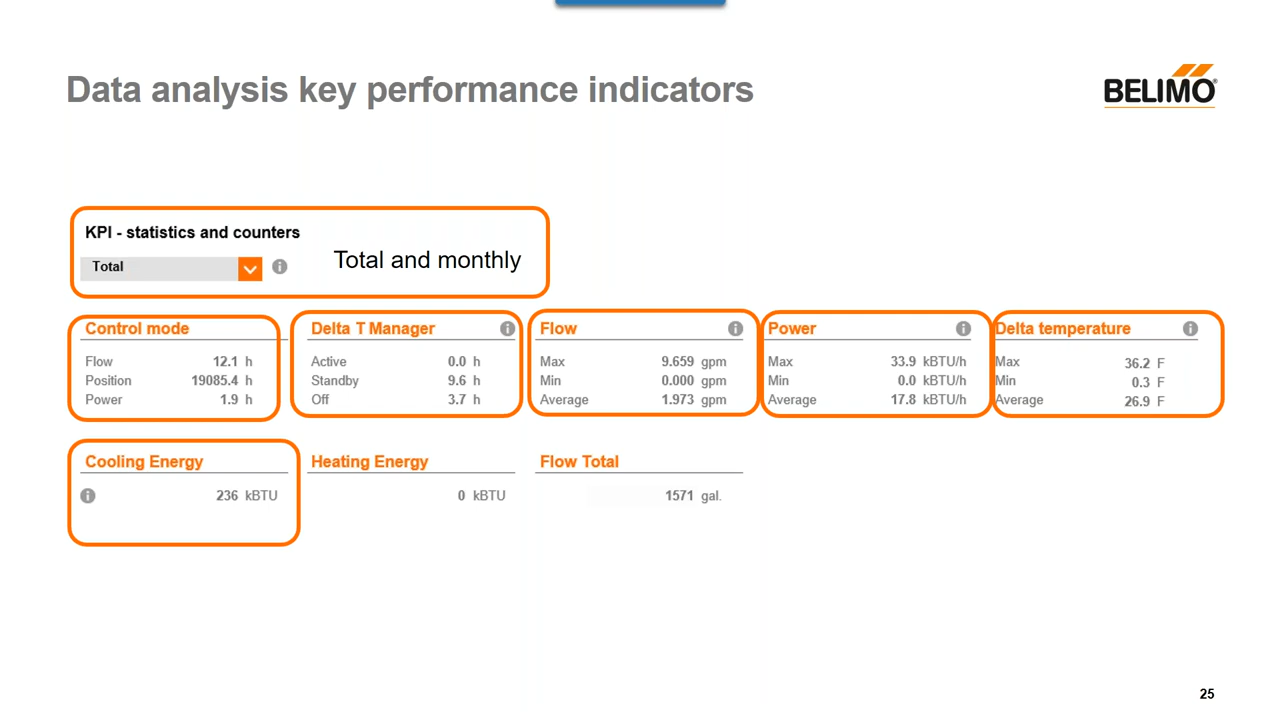 Data analysis key performance indicators
BELIMO®
KPI - statistics and counters
Total
Total and monthly
Control mode
Flow 12.1 h
Position 19085.4 h
Power 1.9 h
Delta T Manager
Active 0.0 h
Standby 9.6 h
Off 3.7 h
Flow
Max 9.659 gpm
Min 0.000 gpm
Average 1.973 gpm
Power
Max 33.9 kBTU/h
Min 0.0 kBTU/h
Average 17.8 kBTU/h
Delta temperature
Max 36.2 F
Min 0.3 F
Average 26.9 F
Cooling Energy
236 kBTU
Heating Energy
0 kBTU
Flow Total
1571 gal.
25